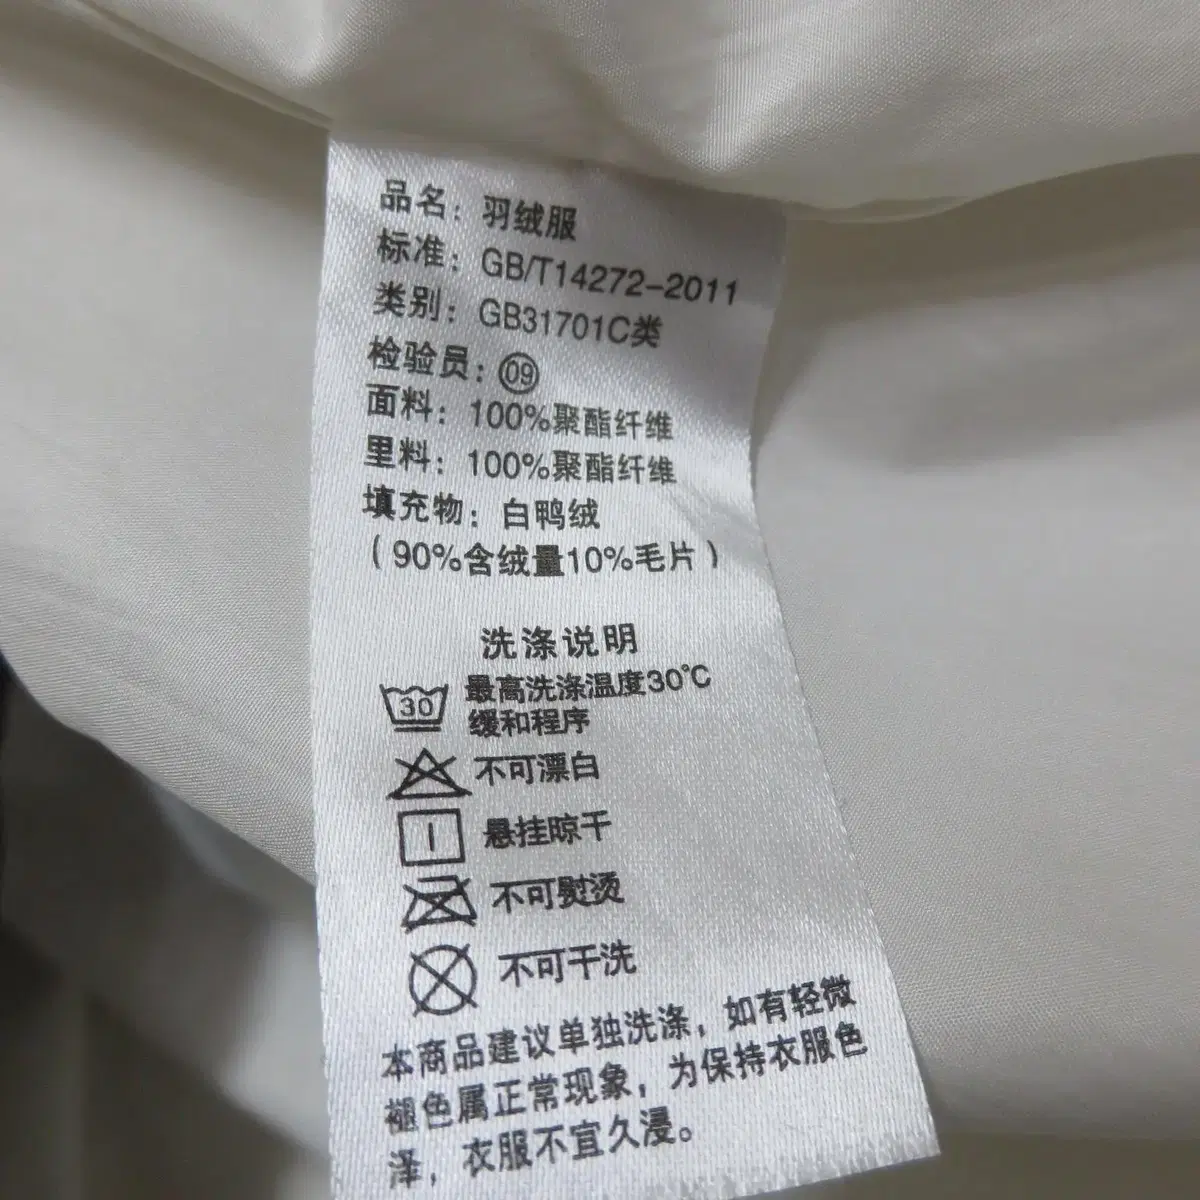 品名：羽绒服
标准：GB/T14272-2011
类别：GB31701C类
检验员：09
面料：100%聚酯纤维
里料：100%聚酯纤维
填充物：白鸭绒
（90%含绒量10%毛片）
洗涤说明
30 最高洗涤温度30℃
缓和程序
不可漂白
悬挂晾干
不可熨烫
不可干洗
本商品建议单独洗涤，如有轻微
褪色属正常现象，为保持衣服色
泽，衣服不宜久浸。